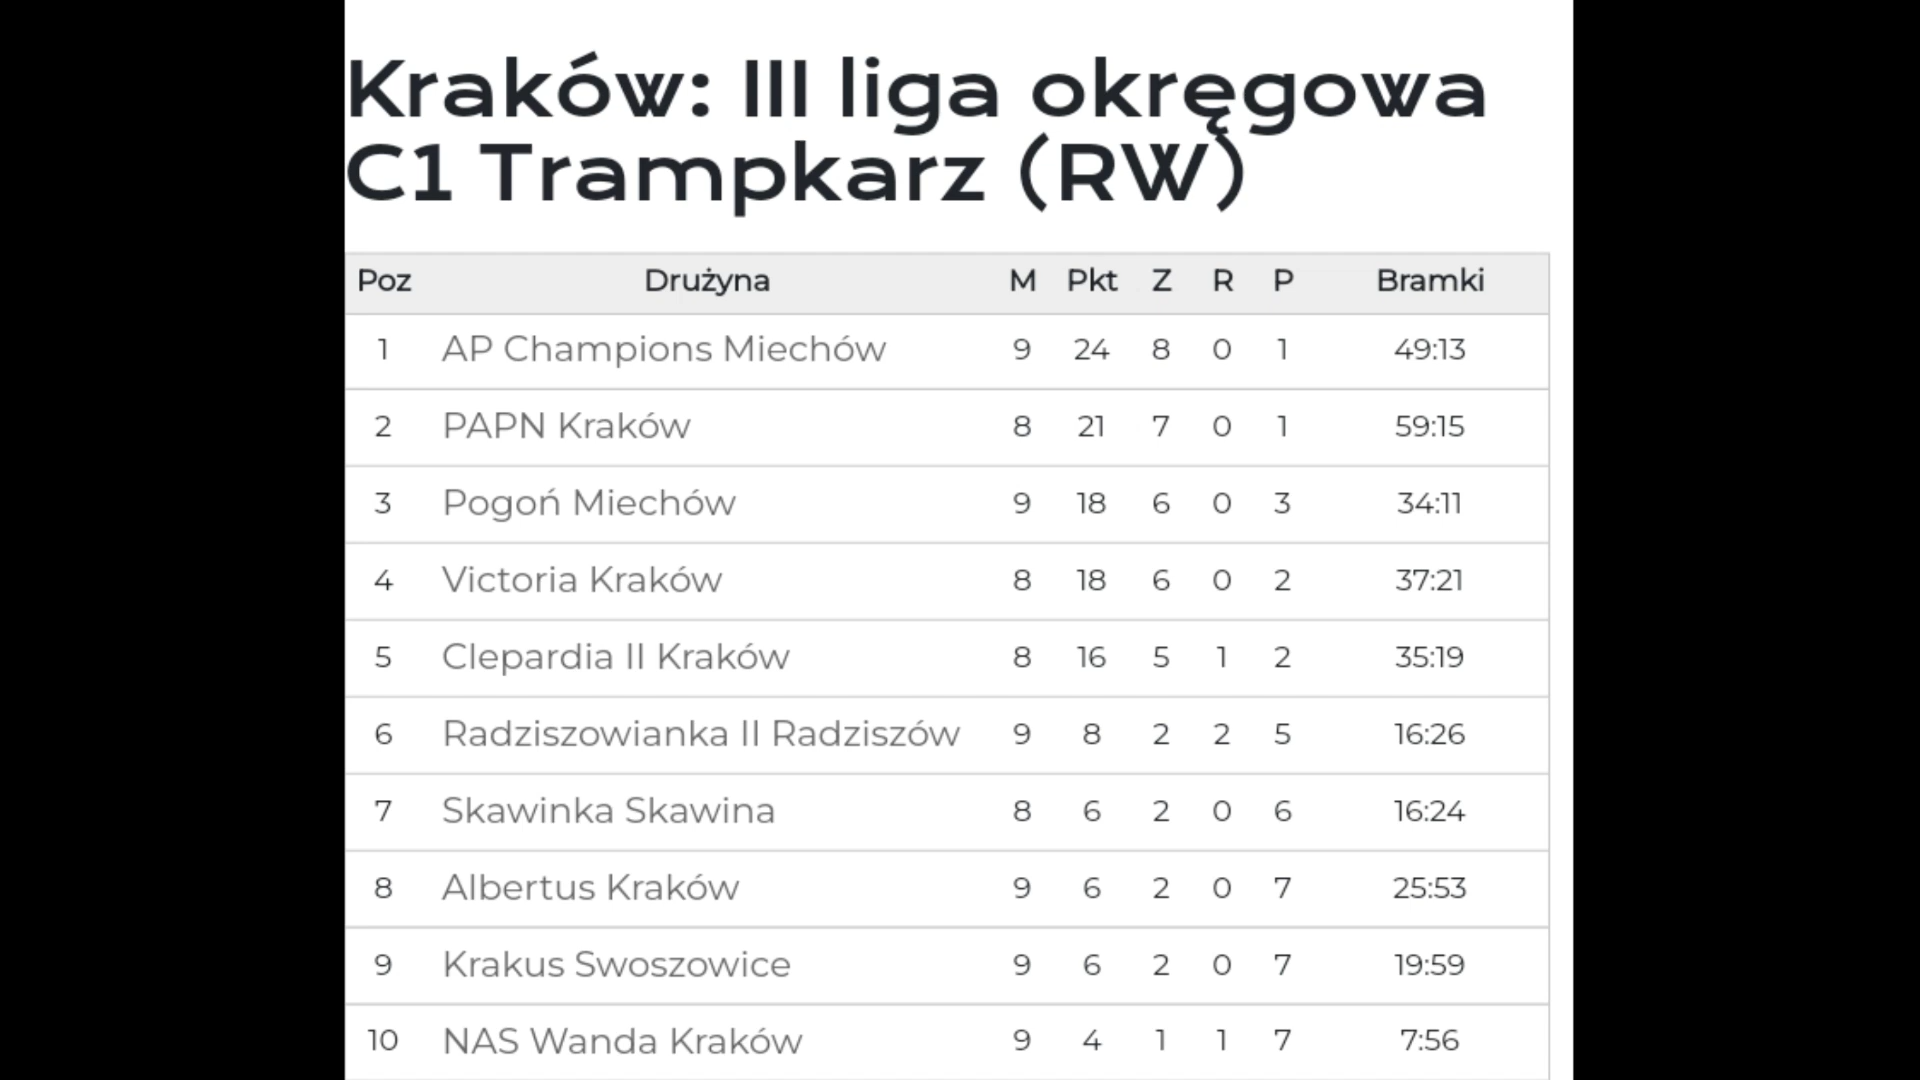 Kraków: III liga okręgowa
C1 Trampkarz (RW)
Poz Drużyna M Pkt Z R P Bramki
1 AP Champions Miechów 9 24 8 0 1 49:13
2 PAPN Kraków 8 21 7 0 1 59:15
3 Pogoń Miechów 9 18 6 0 3 34:11
4 Victoria Kraków 8 18 6 0 2 37:21
5 Clepardia II Kraków 8 16 5 1 2 35:19
6 Radziszowianka II Radziszów 9 8 2 2 5 16:26
7 Skawinka Skawina 8 6 2 0 6 16:24
8 Albertus Kraków 9 6 2 0 7 25:53
9 Krakus Swoszowice 9 6 2 0 7 19:59
10 NAS Wanda Kraków 9 4 1 1 7 7:56